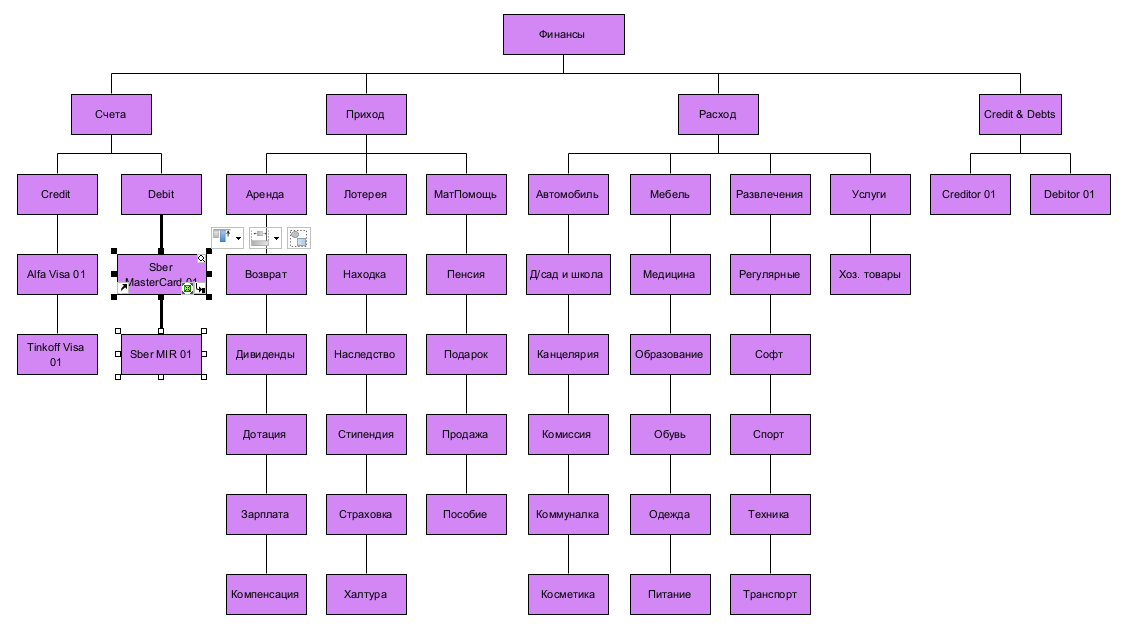 Финансы
Счета
Приход
Расход
Credit & Debts
Credit
Debit
Аренда
Лотерея
МатПомощь
Автомобиль
Мебель
Развлечения
Услуги
Creditor 01
Debitor 01
Alfa Visa 01
Sber
MasterCard 01
Возврат
Находка
Пенсия
Д/сад и школа
Медицина
Регулярные
Хоз. товары
Tinkoff Visa
01
Sber MIR 01
Дивиденды
Наследство
Подарок
Канцелярия
Образование
Софт
Дотация
Стипендия
Продажа
Комиссия
Обувь
Спорт
Зарплата
Страховка
Пособие
Коммуналка
Одежда
Техника
Компенсация
Халтура
Косметика
Питание
Транспорт